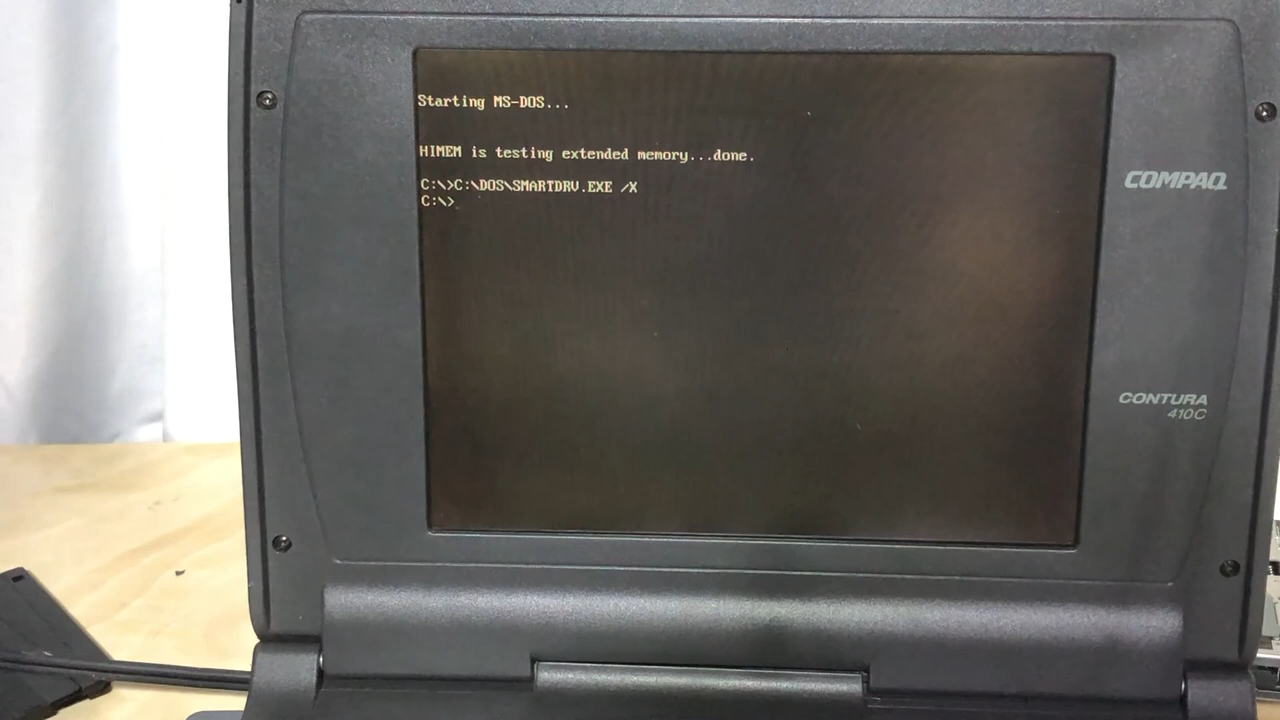 Starting MS-DOS...
HIMEM is testing extended memory...done.
C:\>C:\DOS\SMARTDRV.EXE /X
C:\>
COMPAQ
CONTURA
410C